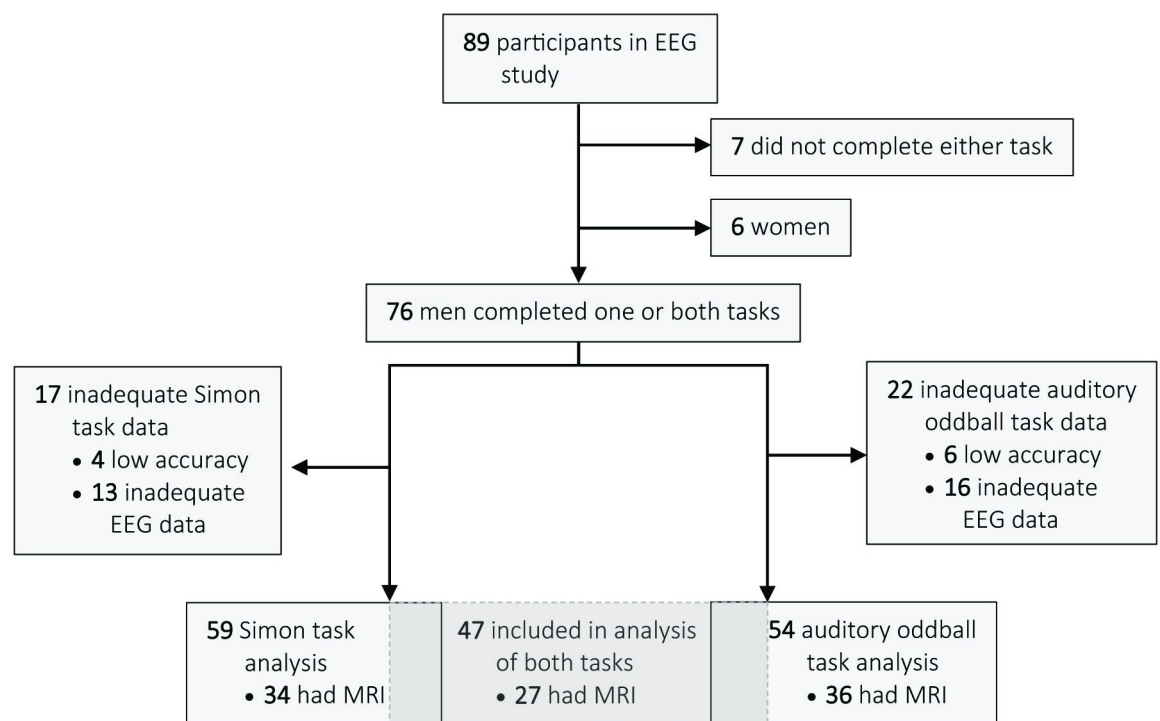 89 participants in EEG
study
7 did not complete either task
6 women
76 men completed one or both tasks
17 inadequate Simon
task data
• 4 low accuracy
• 13 inadequate
EEG data
22 inadequate auditory
oddball task data
• 6 low accuracy
• 16 inadequate
EEG data
59 Simon task
analysis
• 34 had MRI
47 included in analysis
of both tasks
• 27 had MRI
54 auditory oddball
task analysis
• 36 had MRI